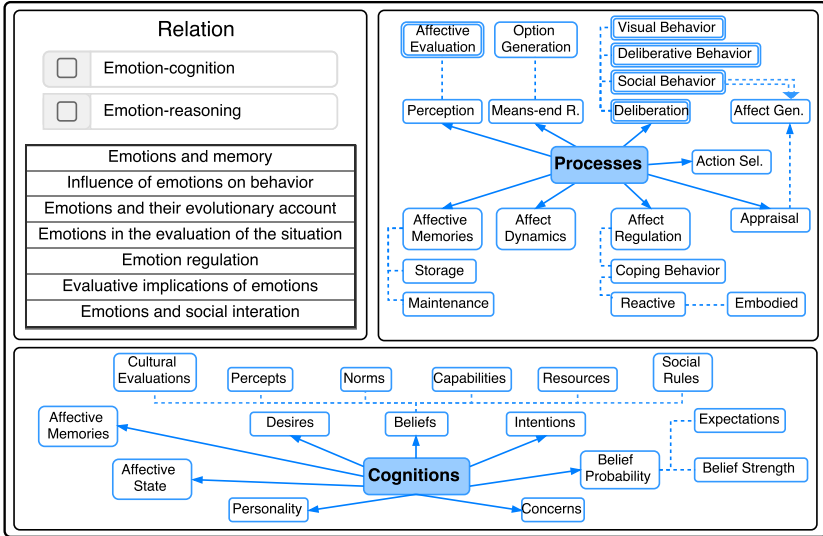 Relation
Emotion-cognition
Emotion-reasoning
Emotions and memory
Influence of emotions on behavior
Emotions and their evolutionary account
Emotions in the evaluation of the situation
Emotion regulation
Evaluative implications of emotions
Emotions and social interation
Affective
Evaluation
Option
Generation
Visual Behavior
Deliberative Behavior
Social Behavior
Perception
Means-end R.
Deliberation
Affect Gen.
Processes
Action Sel.
Affective
Memories
Affect
Dynamics
Affect
Regulation
Appraisal
Storage
Coping Behavior
Maintenance
Reactive
Embodied
Cultural
Evaluations
Percepts
Norms
Capabilities
Resources
Social
Rules
Affective
Memories
Desires
Beliefs
Intentions
Expectations
Affective
State
Cognitions
Belief
Probability
Belief Strength
Personality
Concerns